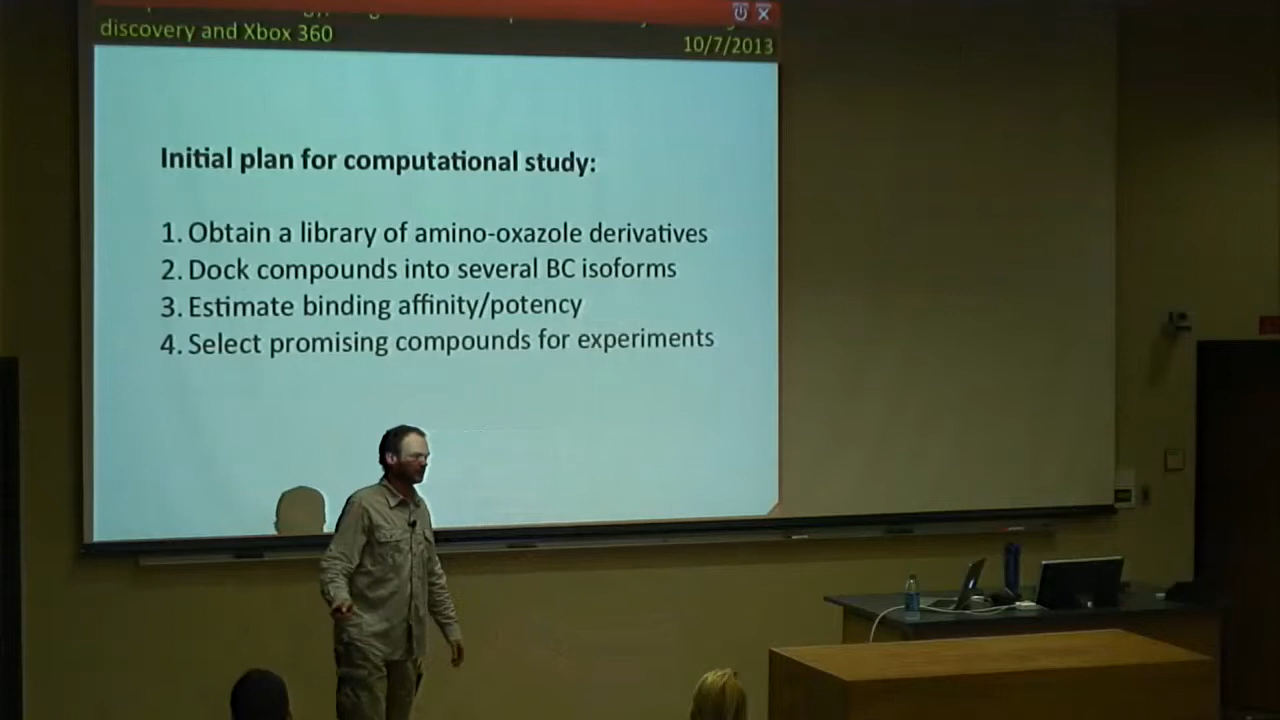 discovery and Xbox 360
10/7/2013
Initial plan for computational study:
1. Obtain a library of amino-oxazole derivatives
2. Dock compounds into several BC isoforms
3. Estimate binding affinity/potency
4. Select promising compounds for experiments